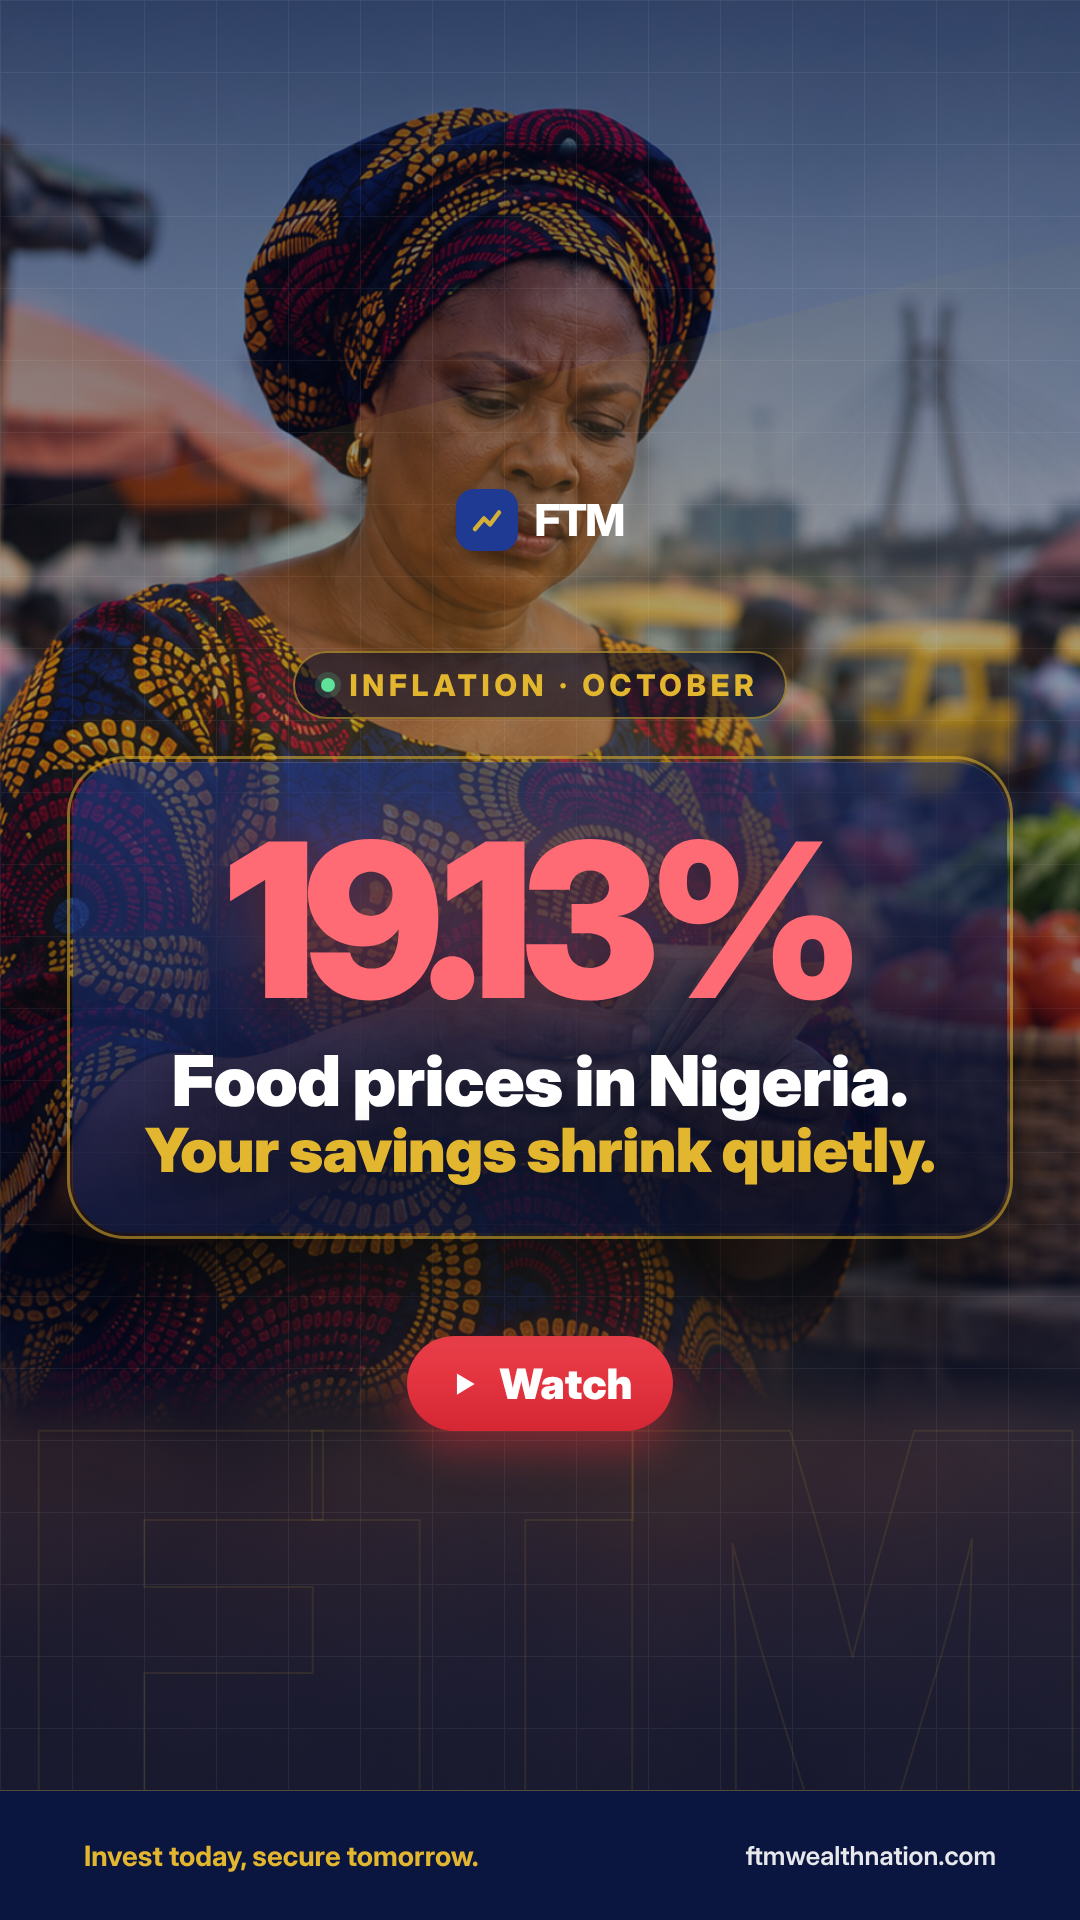 FTM
INFLATION · OCTOBER
19.13%
Food prices in Nigeria.
Your savings shrink quietly.
Watch
FTM
Invest today, secure tomorrow.
ftmwealthnation.com